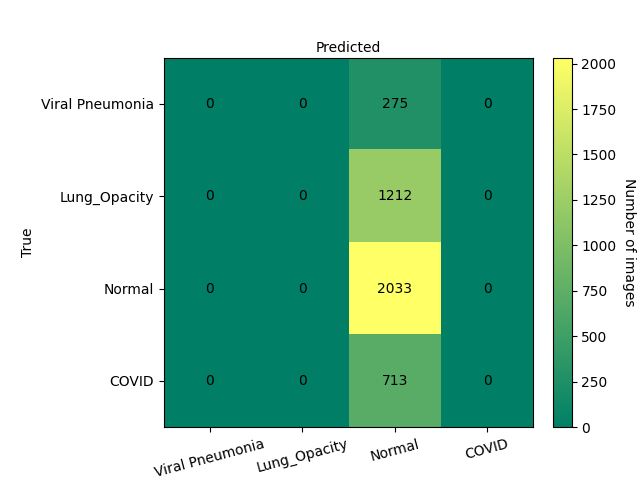 Predicted
Viral Pneumonia 0 0 275 0
Lung_Opacity 0 0 1212 0
Normal 0 0 2033 0
COVID 0 0 713 0
True
Viral Pneumonia Lung_Opacity Normal COVID
2000
1750
1500
1250
1000
750
500
250
0
Number of images